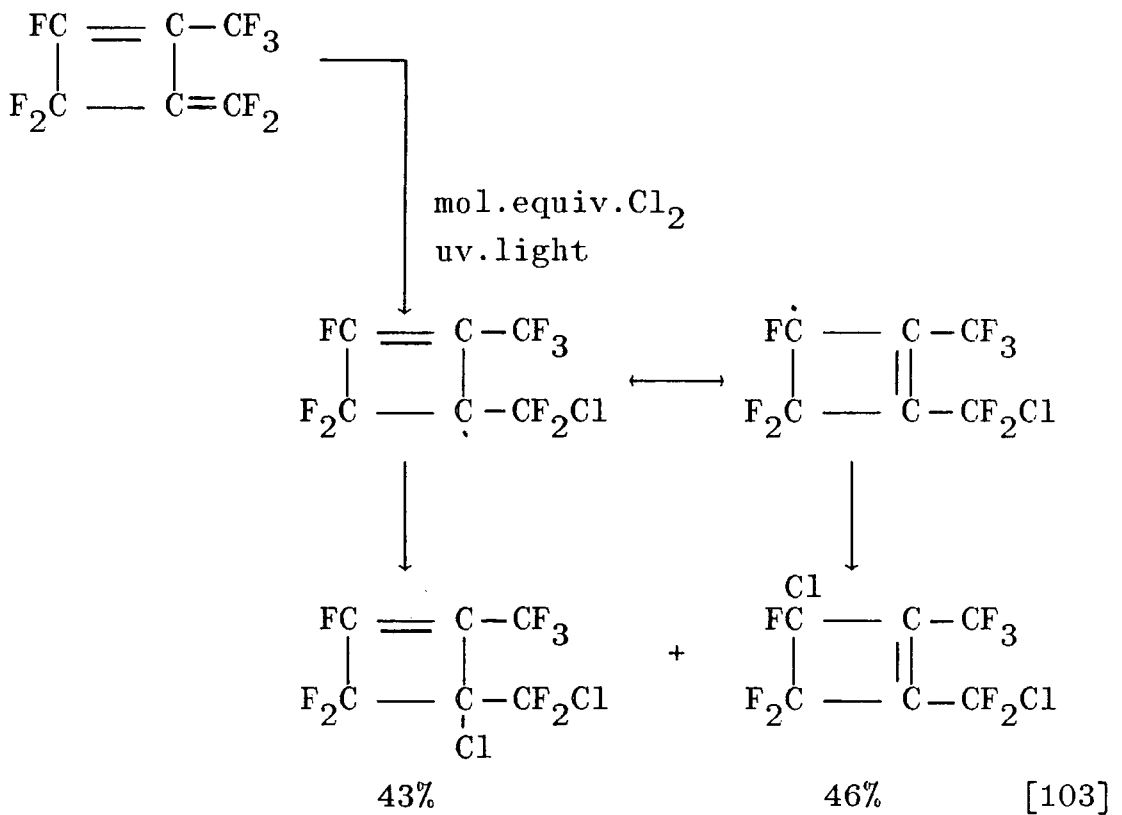 FC = C - CF3
F2C - C=CF2
mol.equiv.Cl2
uv.light
FC = C - CF3 FC - C - CF3
F2C - C - CF2Cl F2C - C - CF2Cl
Cl
FC = C - CF3 FC - C - CF3
+
F2C - C - CF2Cl F2C - C - CF2Cl
Cl
43% 46% [103]